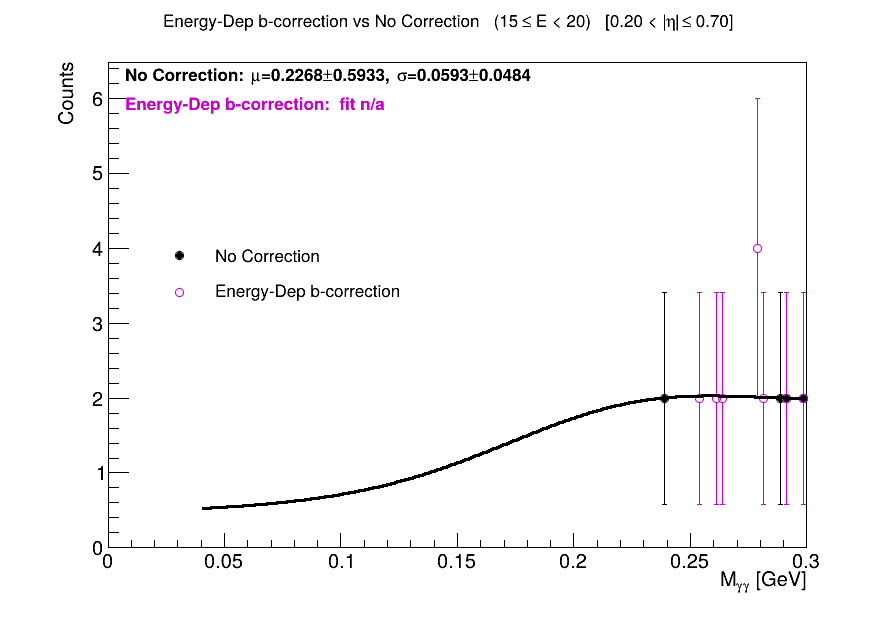 Energy-Dep b-correction vs No Correction (15 ≤ E < 20) [0.20 < |η| ≤ 0.70]
No Correction: μ=0.2268±0.5933, σ=0.0593±0.0484
Energy-Dep b-correction: fit n/a
Counts
6
5
4
3
2
1
0
No Correction
Energy-Dep b-correction
0 0.05 0.1 0.15 0.2 0.25 0.3
Mγγ [GeV]